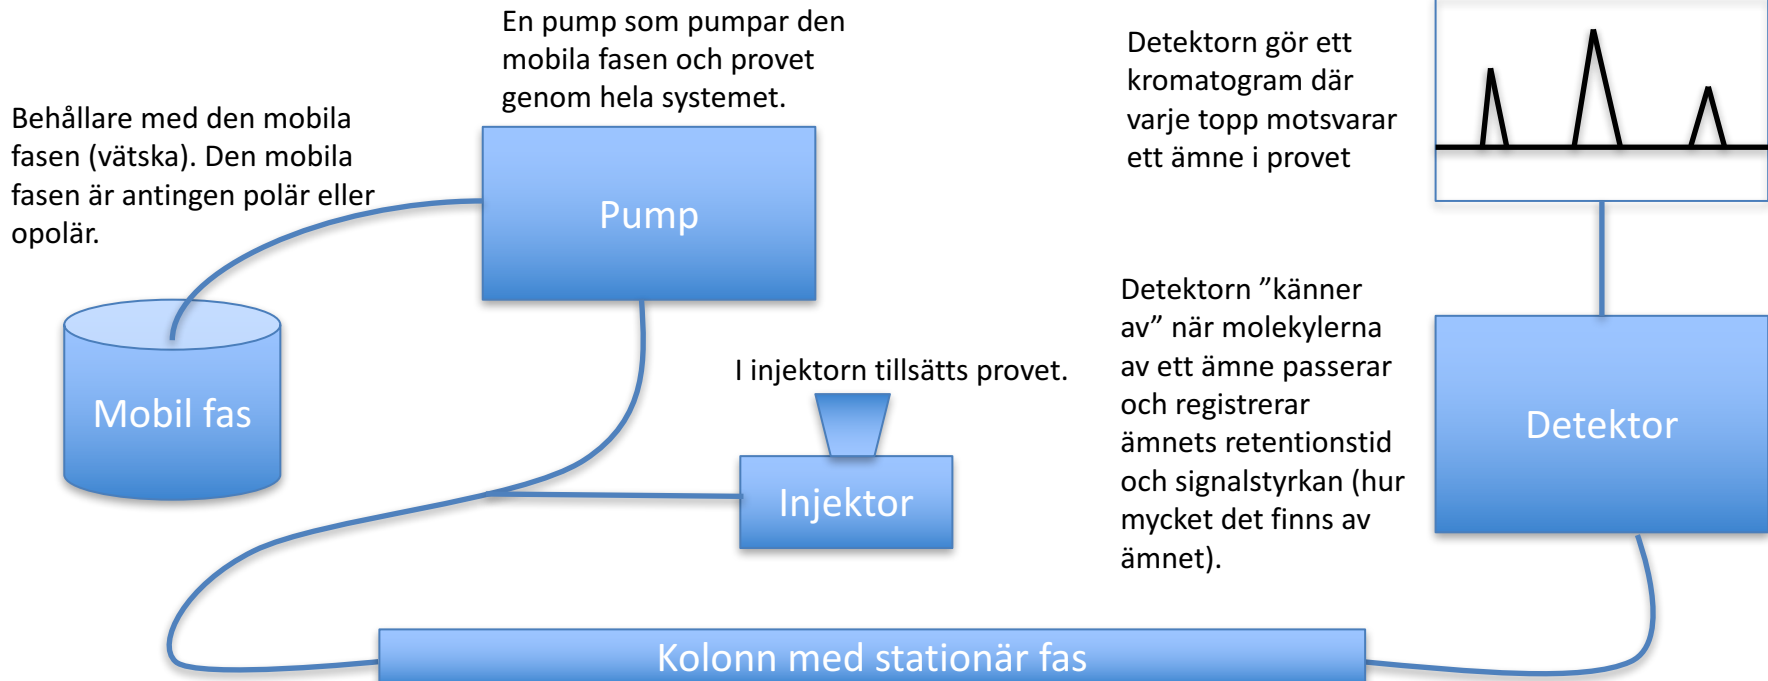 En pump som pumpar den
mobila fasen och provet
genom hela systemet.
Behållare med den mobila
fasen (vätska). Den mobila
fasen är antingen polär eller
opolär.
Pump
Mobil fas
I injektorn tillsätts provet.
Injektor
Detektorn gör ett
kromatogram där
varje topp motsvarar
ett ämne i provet
Detektorn ”känner
av” när molekylerna
av ett ämne passerar
och registrerar
ämnets retentionstid
och signalstyrkan (hur
mycket det finns av
ämnet).
Detektor
Kolonn med stationär fas